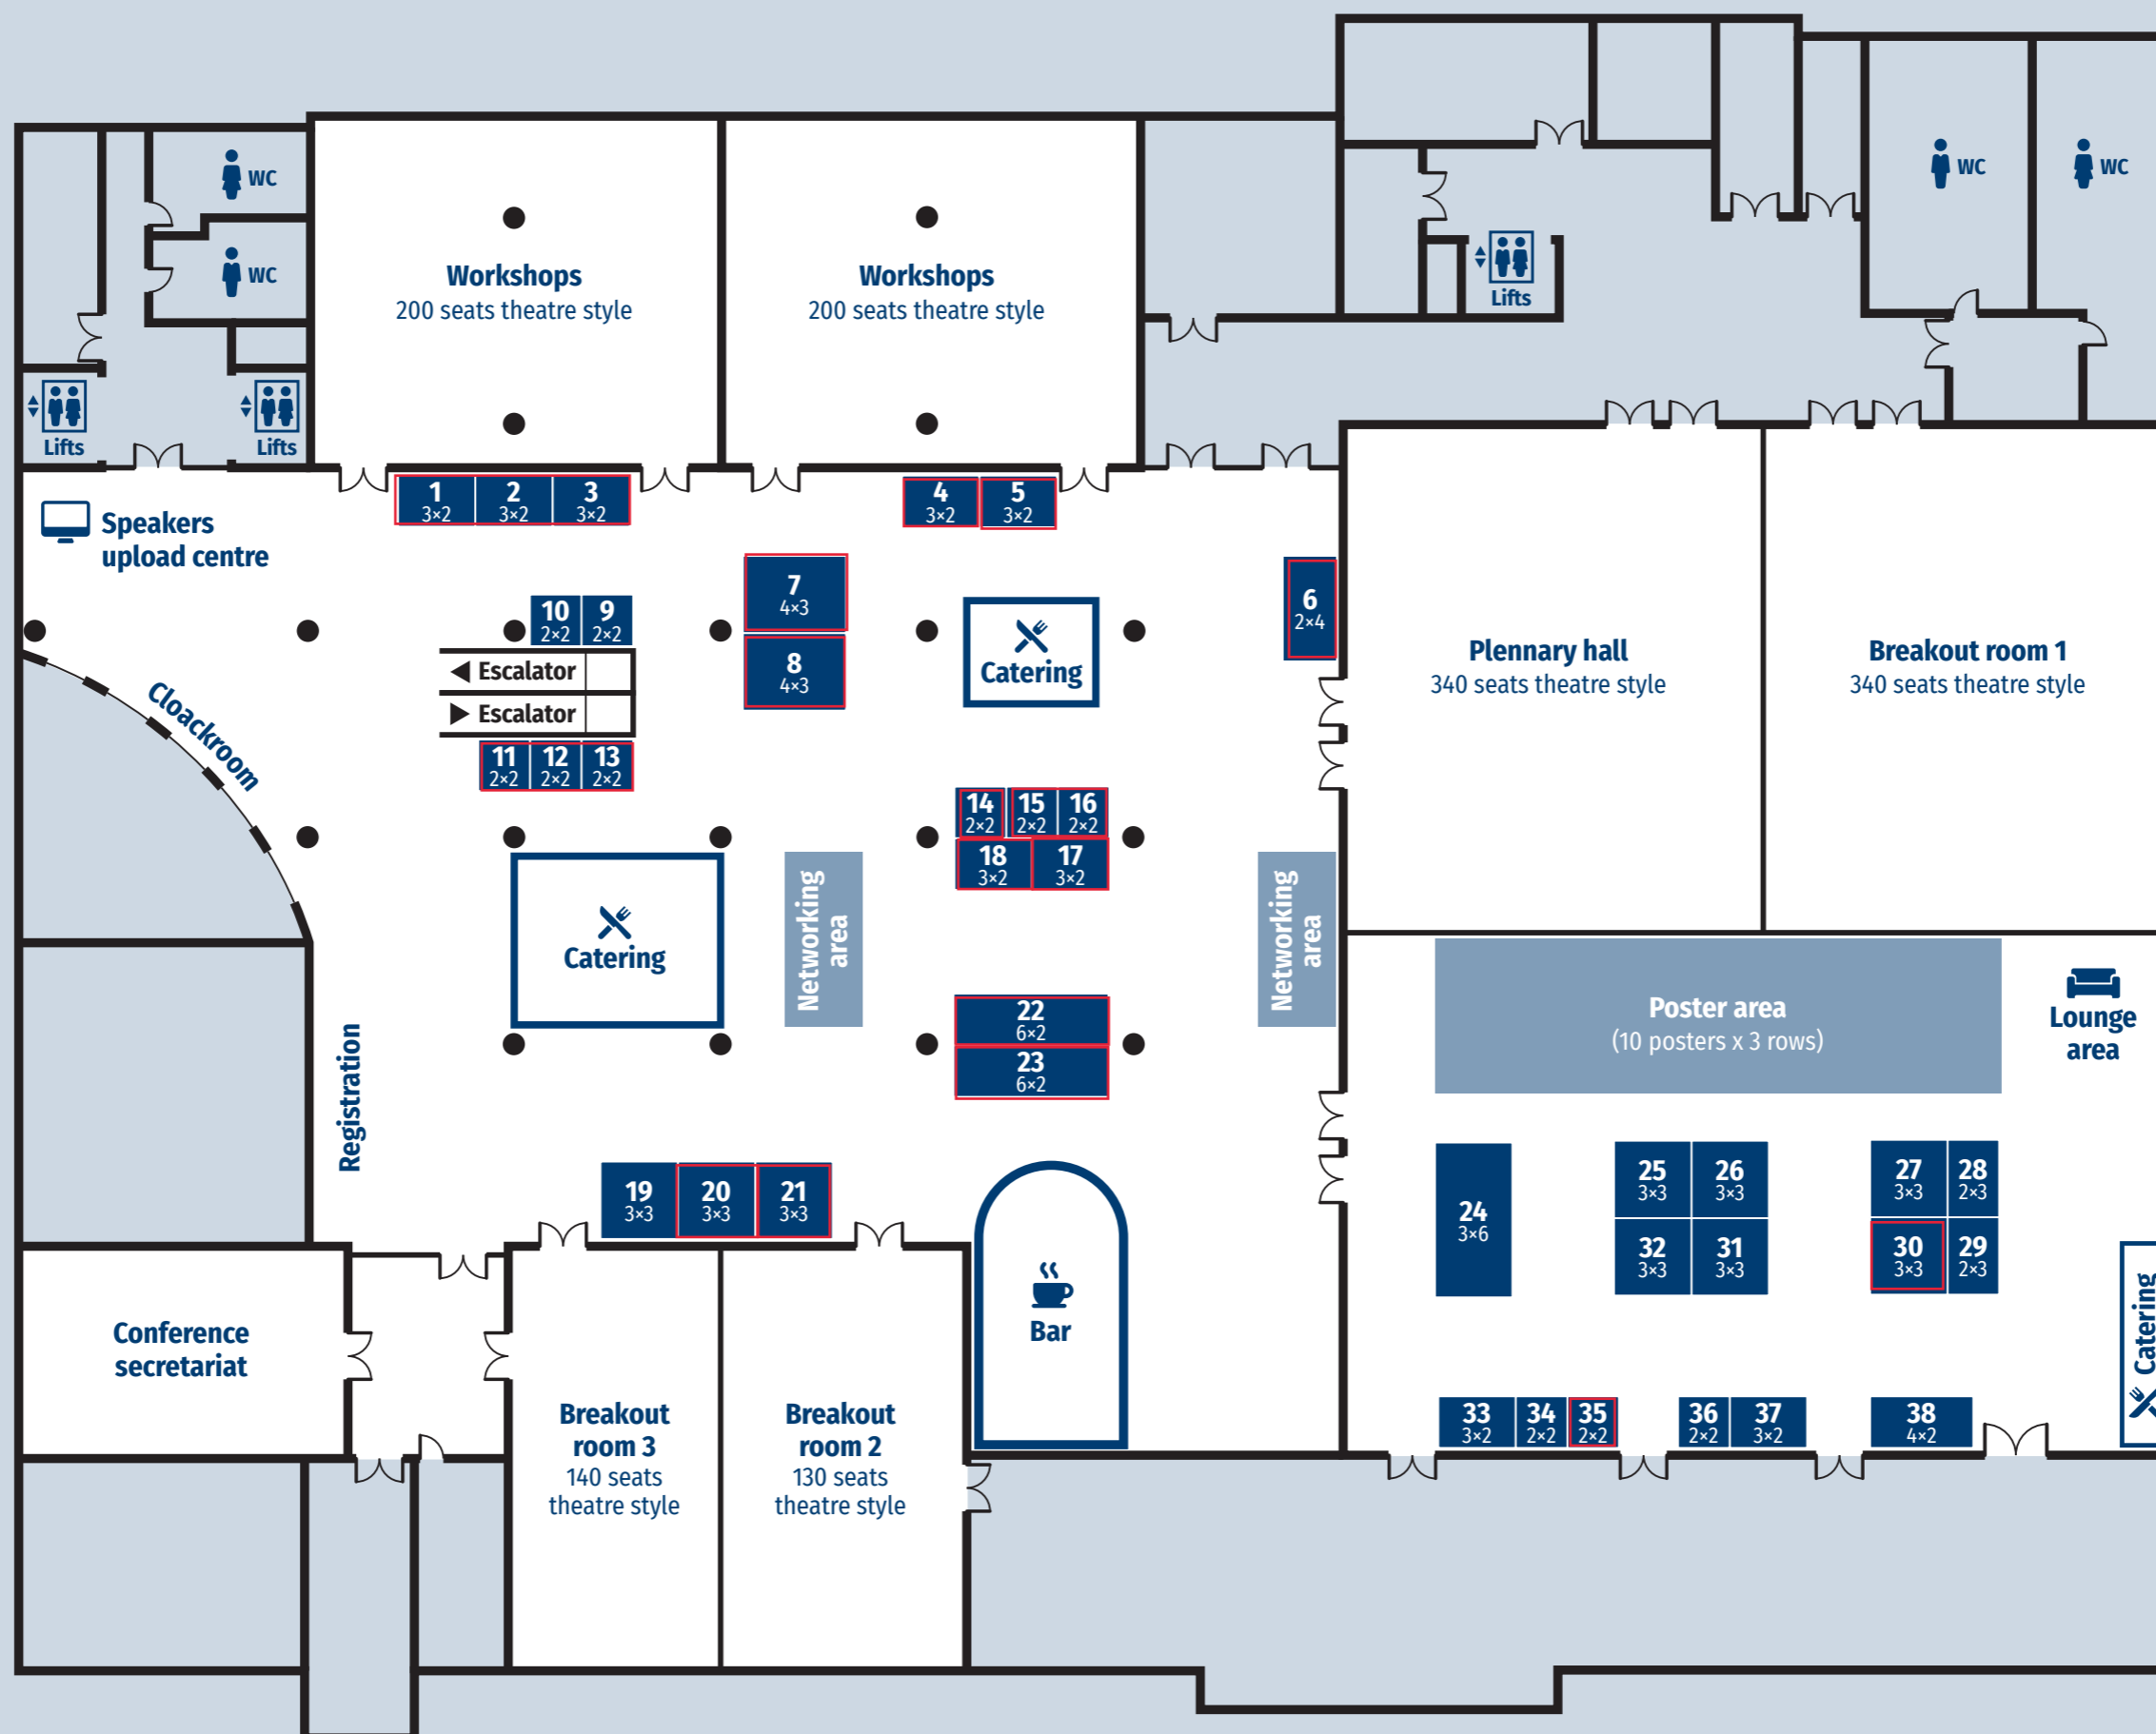 WC
WC
Lifts
Lifts
Workshops
200 seats theatre style
Workshops
200 seats theatre style
Lifts
WC
WC
Speakers
upload centre
1
3×2
2
3×2
3
3×2
4
3×2
5
3×2
6
2×4
7
4×3
8
4×3
10
2×2
9
2×2
Escalator
Escalator
11
2×2
12
2×2
13
2×2
Catering
Cloackroom
Plennary hall
340 seats theatre style
Breakout room 1
340 seats theatre style
14
2×2
15
2×2
16
2×2
18
3×2
17
3×2
Catering
Networking
area
Networking
area
22
6×2
23
6×2
Poster area
(10 posters x 3 rows)
Lounge
area
Registration
19
3×3
20
3×3
21
3×3
24
3×6
25
3×3
26
3×3
32
3×3
31
3×3
27
3×3
28
2×3
30
3×3
29
2×3
Catering
Bar
Conference
secretariat
Breakout
room 3
140 seats
theatre style
Breakout
room 2
130 seats
theatre style
33
3×2
34
2×2
35
2×2
36
2×2
37
3×2
38
4×2